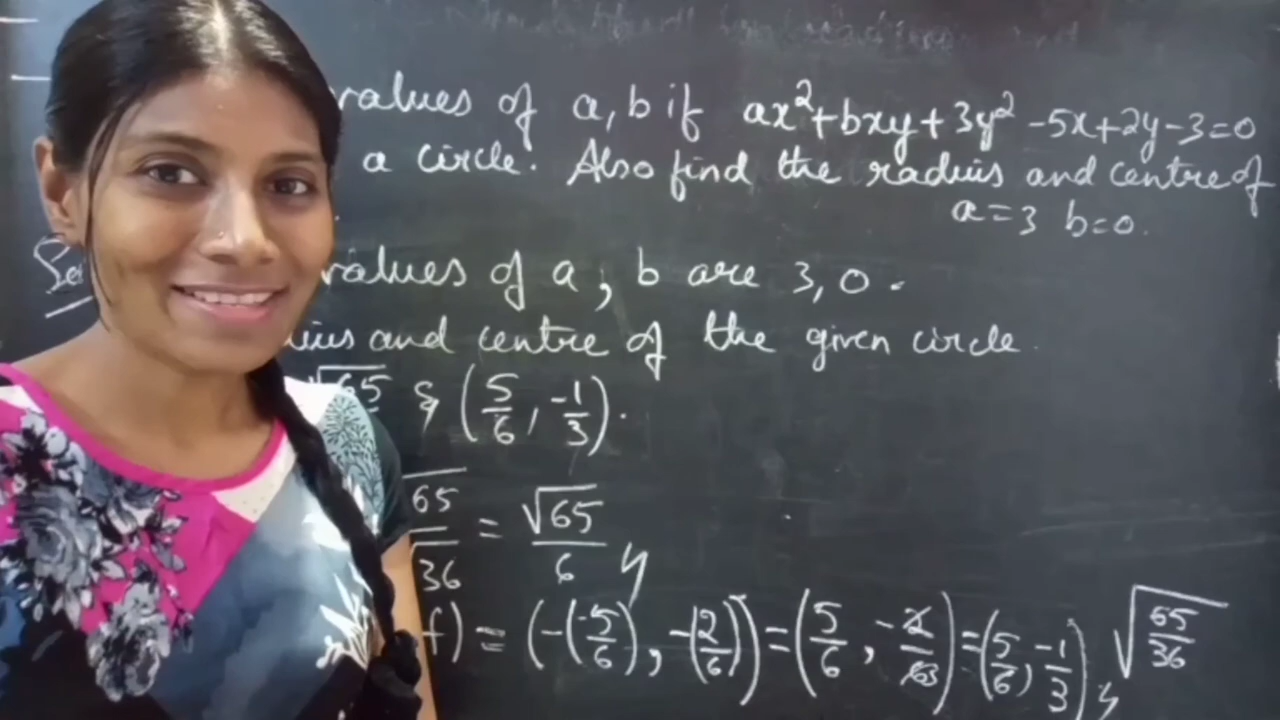 values of a, b if ax²+bxy+3y²-5x+2y-3=0
a circle. Also find the radius and centre of
a=3 b=0.
values of a, b are 3, 0.
and centre of the given circle.
√65 & (5/6, -1/3).
65/36 = √65/6
f) = (-(-5/6), -(2/6)) = (5/6, -2/6 3) = (5/6, -1/3) √(65/36)